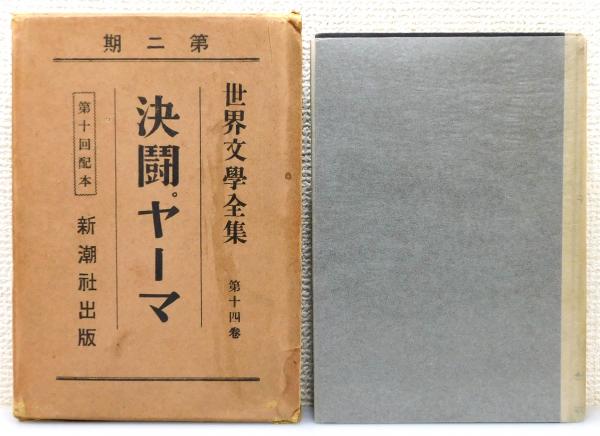 第二期
世界文學全集 第十四卷
決鬪。ヤーマ
第十回配本
新潮社出版